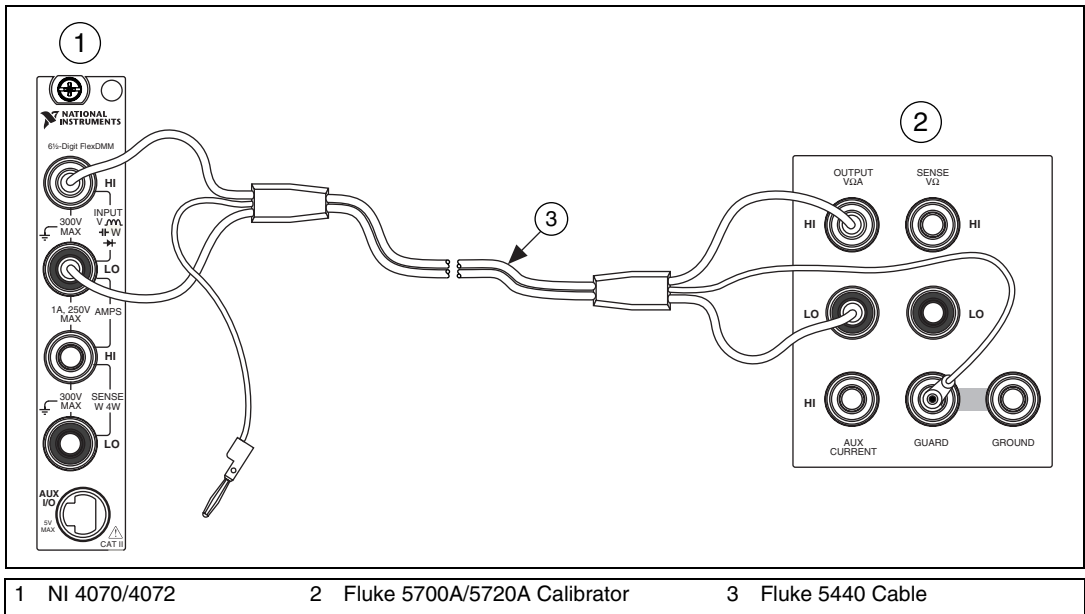 1
NATIONAL
INSTRUMENTS
6½-Digit FlexDMM
HI
INPUT
V
300V
MAX
W
LO
1A, 250V
MAX
AMPS
HI
300V
MAX
SENSE
W 4W
LO
AUX
I/O
5V
MAX
CAT II
3
2
OUTPUT
VΩA
SENSE
VΩ
HI
HI
LO
LO
HI
AUX
CURRENT
GUARD
GROUND
1 NI 4070/4072 2 Fluke 5700A/5720A Calibrator 3 Fluke 5440 Cable